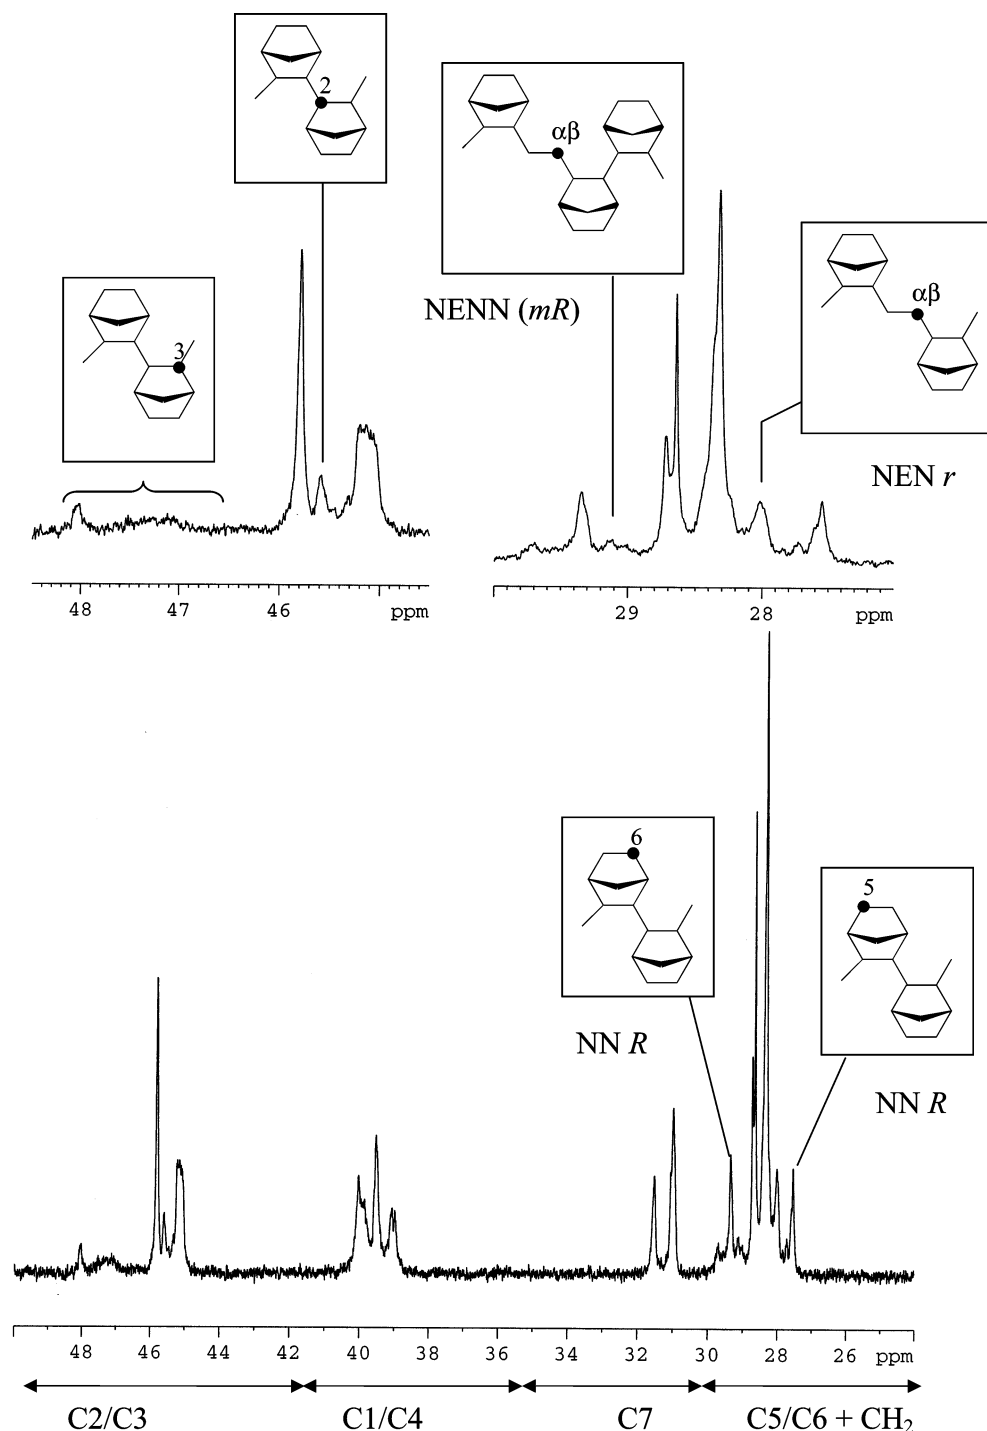 2
αβ
NENN (mR)
αβ
3
NEN r
48 47 46 ppm
29 28 ppm
6
5
NN R
NN R
48 46 44 42 40 38 36 34 32 30 28 26 ppm
C2/C3 C1/C4 C7 C5/C6 + CH₂